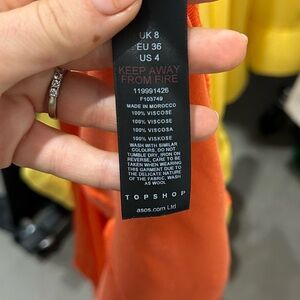 UK 8
EU 36
US 4
KEEP AWAY
FROM FIRE
119991426
F103749
MADE IN MOROCCO
100% VISCOSE
100% VISCOSE
100% VISCOSA
100% VISKOSE
WASH WITH SIMILAR
COLOURS, DO NOT
TUMBLE DRY, IRON ON
REVERSE, CARE TO BE
TAKEN WHEN WEARING
THIS GARMENT DUE TO
THE DELICATE NATURE
OF THE FABRIC, WASH
AS WOOL
TOPSHOP
asos.com Ltd